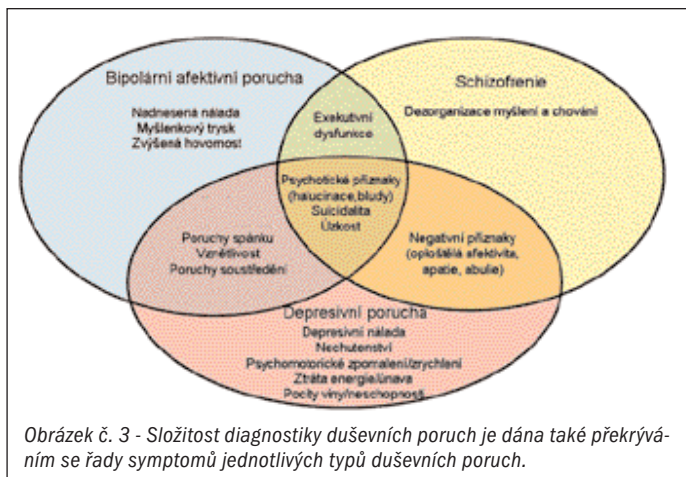 Bipolární afektivní porucha
Nadnesená nálada
Myšlenkový trysk
Zvýšená hovornost
Schizofrenie
Dezorganizace myšlení a chování
Exekutivní
dysfunkce
Psychotické příznaky
(halucinace,bludy)
Suicidalita
Úzkost
Poruchy spánku
Vznětlivost
Poruchy soustředění
Negativní příznaky
(oploštělá afektivita,
apatie, abulie)
Depresivní porucha
Depresivní nálada
Nechutenství
Psychomotorické zpomalení/zrychlení
Ztráta energie/únava
Pocity viny/neschopnosti
Obrázek č. 3 - Složitost diagnostiky duševních poruch je dána také překrývá-
ním se řady symptomů jednotlivých typů duševních poruch.